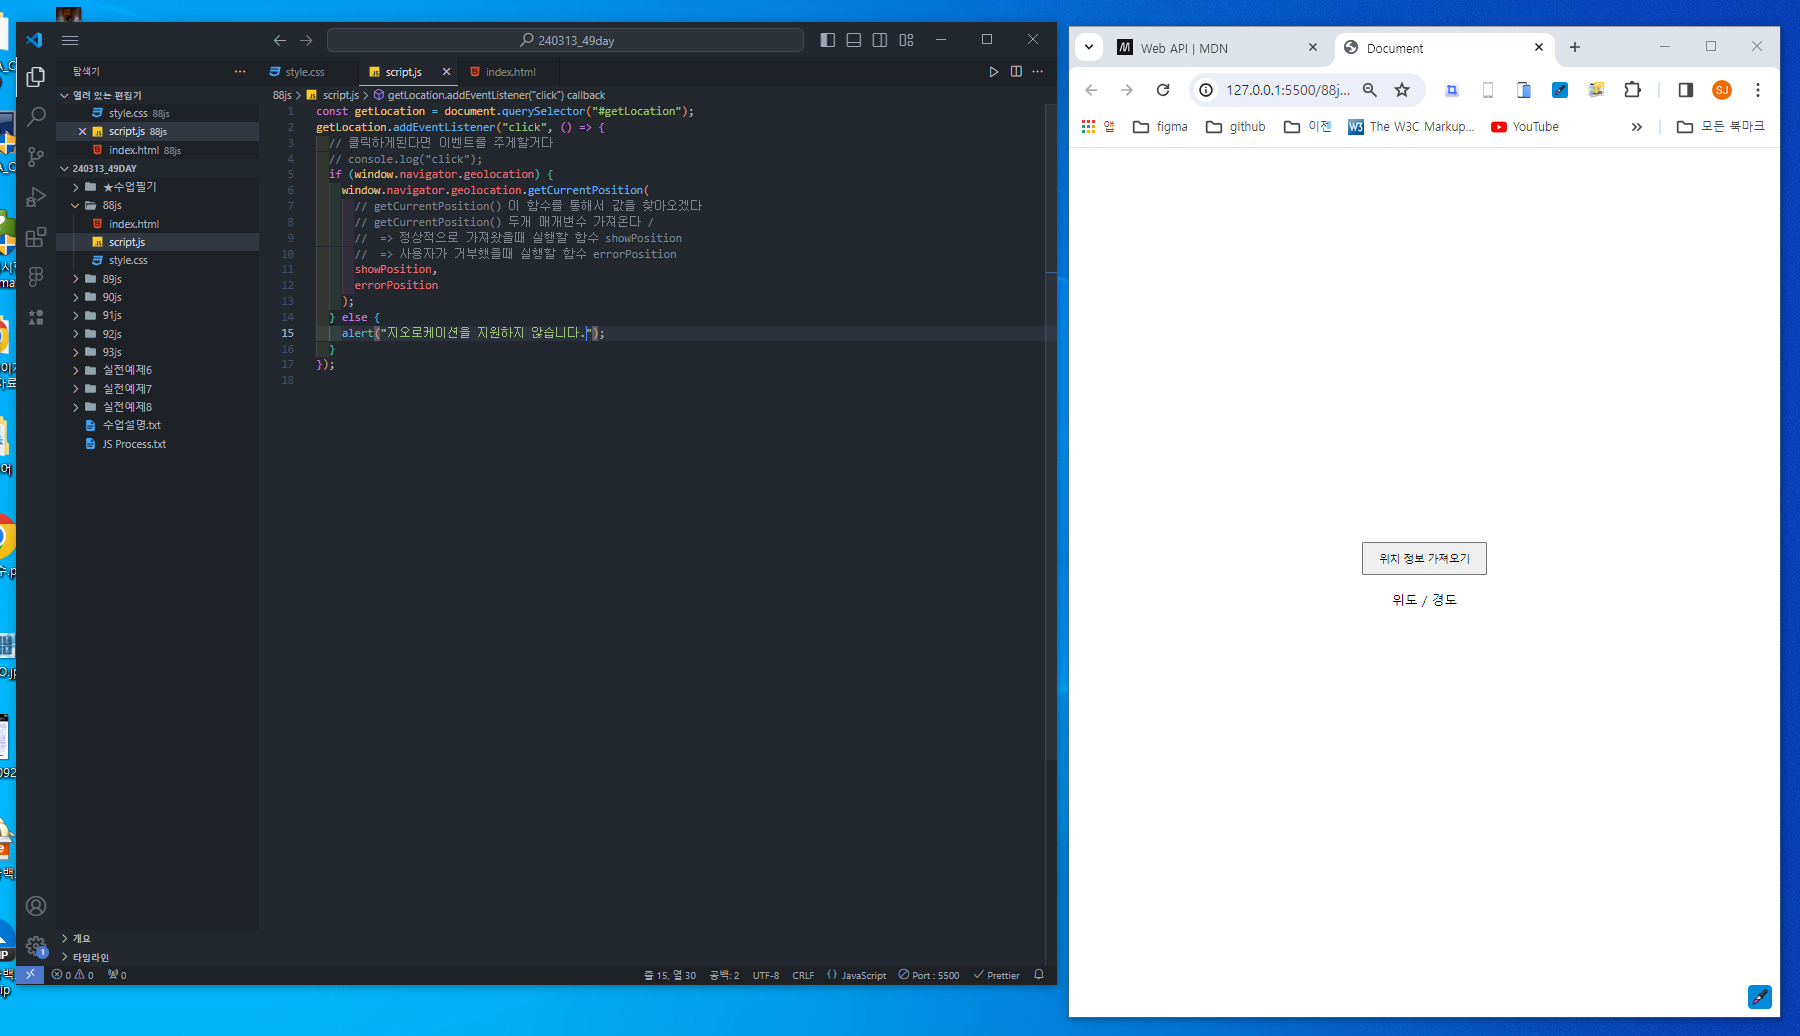 240313_49day
탐색기
열려 있는 편집기
style.css 88js
script.js 88js
index.html 88js
240313_49DAY
★수업필기
88js
index.html
script.js
style.css
89js
90js
91js
92js
93js
실전예제6
실전예제7
실전예제8
수업설명.txt
JS Process.txt
개요
타임라인
style.css
script.js
index.html
88js > script.js > getLocation.addEventListener("click") callback
1 const getLocation = document.querySelector("#getLocation");
2 getLocation.addEventListener("click", () => {
3 // 클릭하게된다면 이벤트를 주게할거다
4 // console.log("click");
5 if (window.navigator.geolocation) {
6 window.navigator.geolocation.getCurrentPosition(
7 // getCurrentPosition() 이 함수를 통해서 값을 찾아오겠다
8 // getCurrentPosition() 두개 매개변수 가져온다 /
9 // => 정상적으로 가져왔을때 실행할 함수 showPosition
10 // => 사용자가 거부했을때 실행할 함수 errorPosition
11 showPosition,
12 errorPosition
13 );
14 } else {
15 alert("지오로케이션을 지원하지 않습니다.");
16 }
17 });
18
1
0 0 0
줄 15, 열 30
공백: 2
UTF-8
CRLF
{} JavaScript
Port : 5500
Prettier
Web API | MDN
Document
127.0.0.1:5500/88j...
SJ
앱
figma
github
이젠
W3
The W3C Markup...
YouTube
모든 북마크
위치 정보 가져오기
위도 / 경도